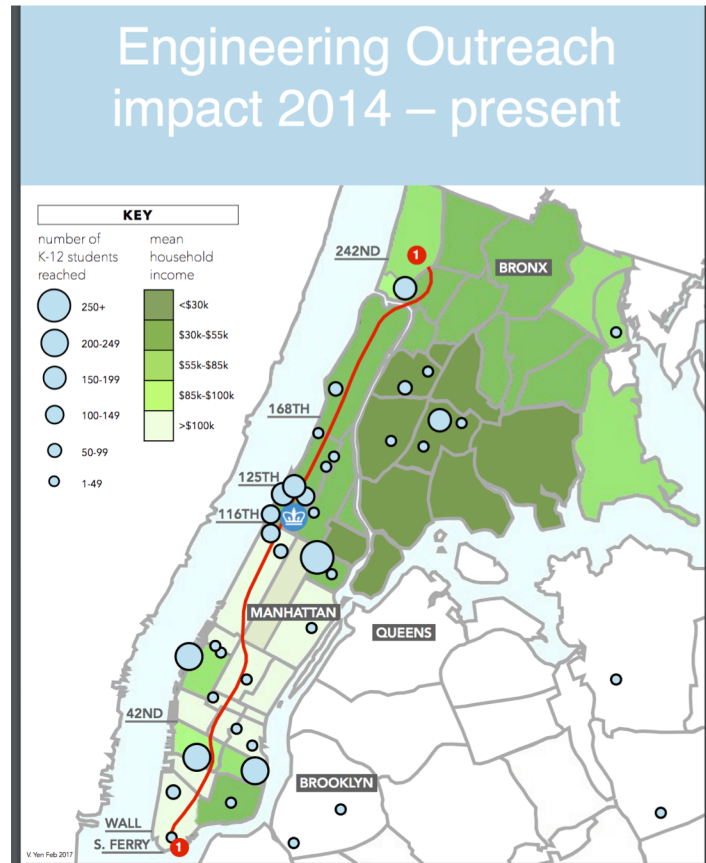 Engineering Outreach
impact 2014 – present
KEY
number of
K-12 students
reached
250+
200-249
150-199
100-149
50-99
1-49
mean
household
income
<$30k
$30k-$55k
$55k-$85k
$85k-$100k
>$100k
242ND
1
BRONX
168TH
125TH
116TH
MANHATTAN
QUEENS
42ND
BROOKLYN
WALL
S. FERRY
1
V. Yen Feb 2017